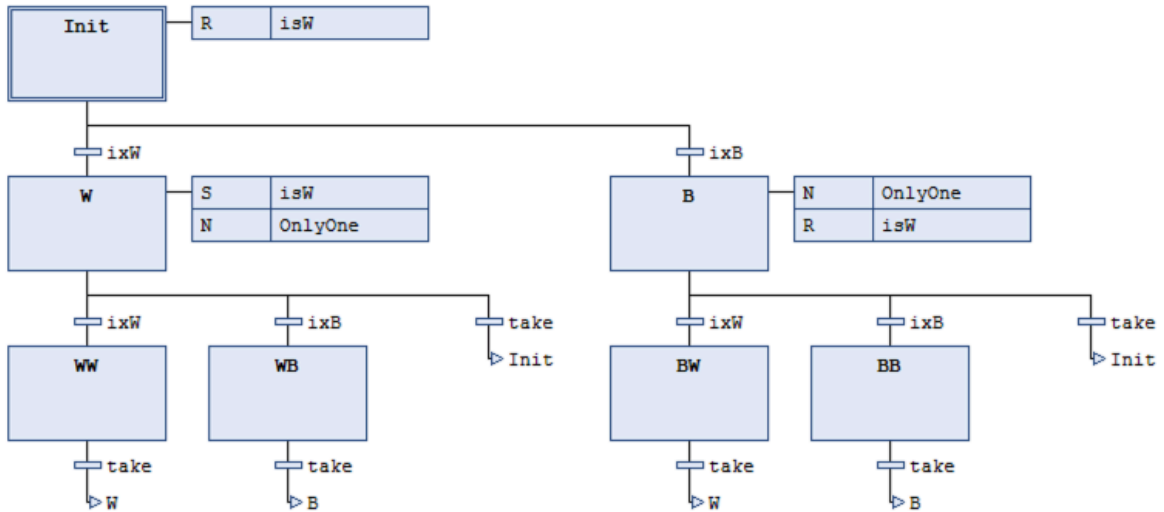 Init R isW
ixW ixB
W S isW B N OnlyOne
N OnlyOne R isW
ixW ixB take ixW ixB take
WW WB Init BW BB Init
take take take take
W B W B